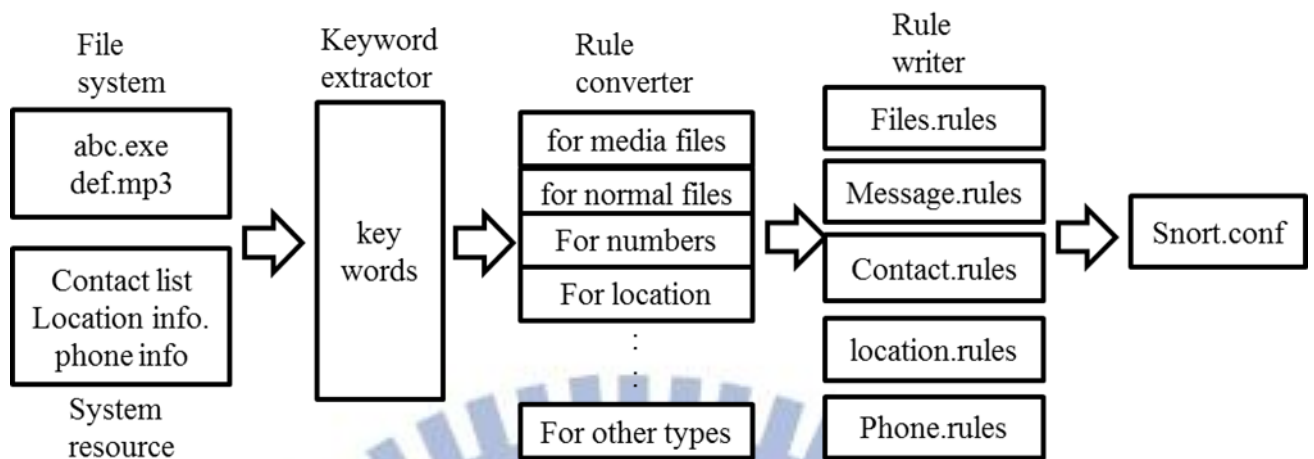 File
system
abc.exe
def.mp3
Contact list
Location info.
phone info
System
resource
Keyword
extractor
key
words
Rule
converter
for media files
for normal files
For numbers
For location
For other types
Rule
writer
Files.rules
Message.rules
Contact.rules
location.rules
Phone.rules
Snort.conf